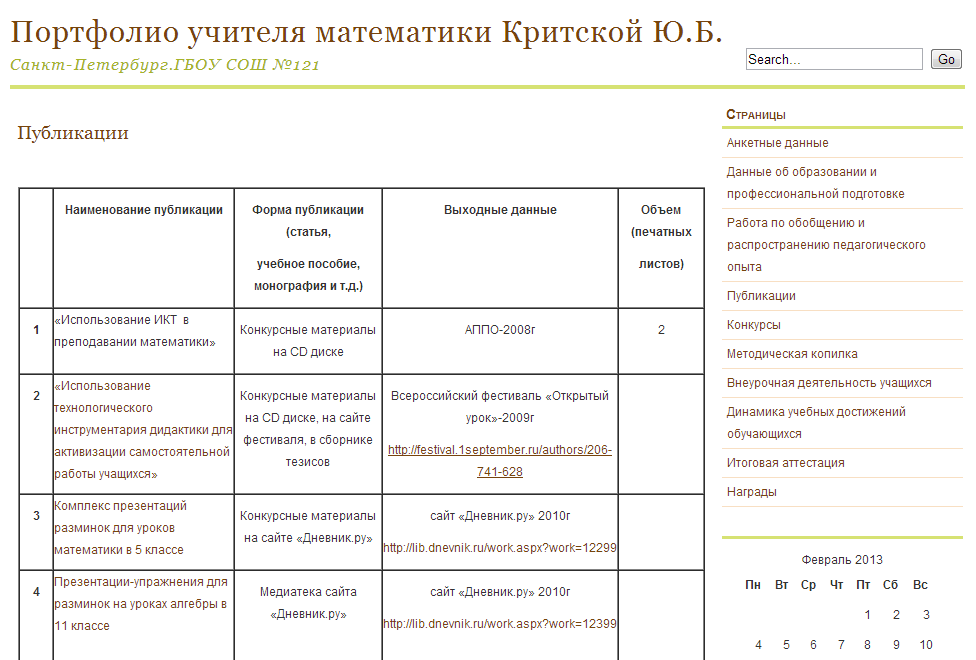 Портфолио учителя математики Критской Ю.Б.
Санкт-Петербург.ГБОУ СОШ №121
Search...
Go
Публикации
Наименование публикации
Форма публикации
(статья,
учебное пособие,
монография и т.д.)
Выходные данные
Объем
(печатных
листов)
1
«Использование ИКТ в
преподавании математики»
Конкурсные материалы
на CD диске
АППО-2008г
2
2
«Использование
технологического
инструментария дидактики для
активизации самостоятельной
работы учащихся»
Конкурсные материалы
на CD диске, на сайте
фестиваля, в сборнике
тезисов
Всероссийский фестиваль «Открытый
урок»-2009г
http://festival.1september.ru/authors/206-
741-628
3
Комплекс презентаций
разминок для уроков
математики в 5 классе
Конкурсные материалы
на сайте «Дневник.ру»
сайт «Дневник.ру» 2010г
http://lib.dnevnik.ru/work.aspx?work=12299
4
Презентации-упражнения для
разминок на уроках алгебры в
11 классе
Медиатека сайта
«Дневник.ру»
сайт «Дневник.ру» 2010г
http://lib.dnevnik.ru/work.aspx?work=12399
Страницы
Анкетные данные
Данные об образовании и
профессиональной подготовке
Работа по обобщению и
распространению педагогического
опыта
Публикации
Конкурсы
Методическая копилка
Внеурочная деятельность учащихся
Динамика учебных достижений
обучающихся
Итоговая аттестация
Награды
Февраль 2013
Пн Вт Ср Чт Пт Сб Вс
1 2 3
4 5 6 7 8 9 10